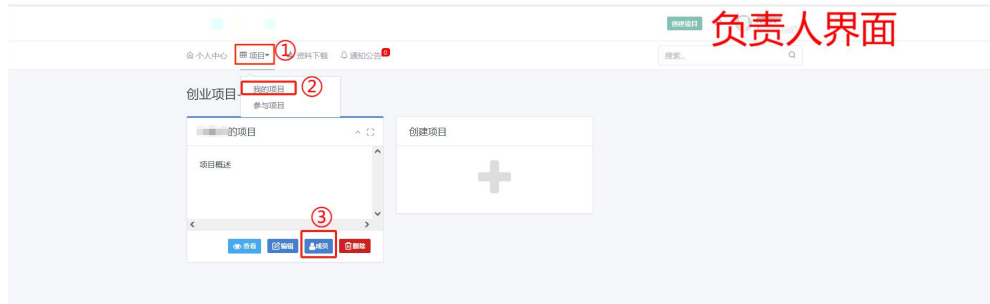 创建项目
负责人界面
个人中心 项目 ① 资料下载 通知公告 0
搜索...
创业项目
我的项目 ②
参与项目
的项目
创建项目
项目概述
③
查看 编辑 成员 删除